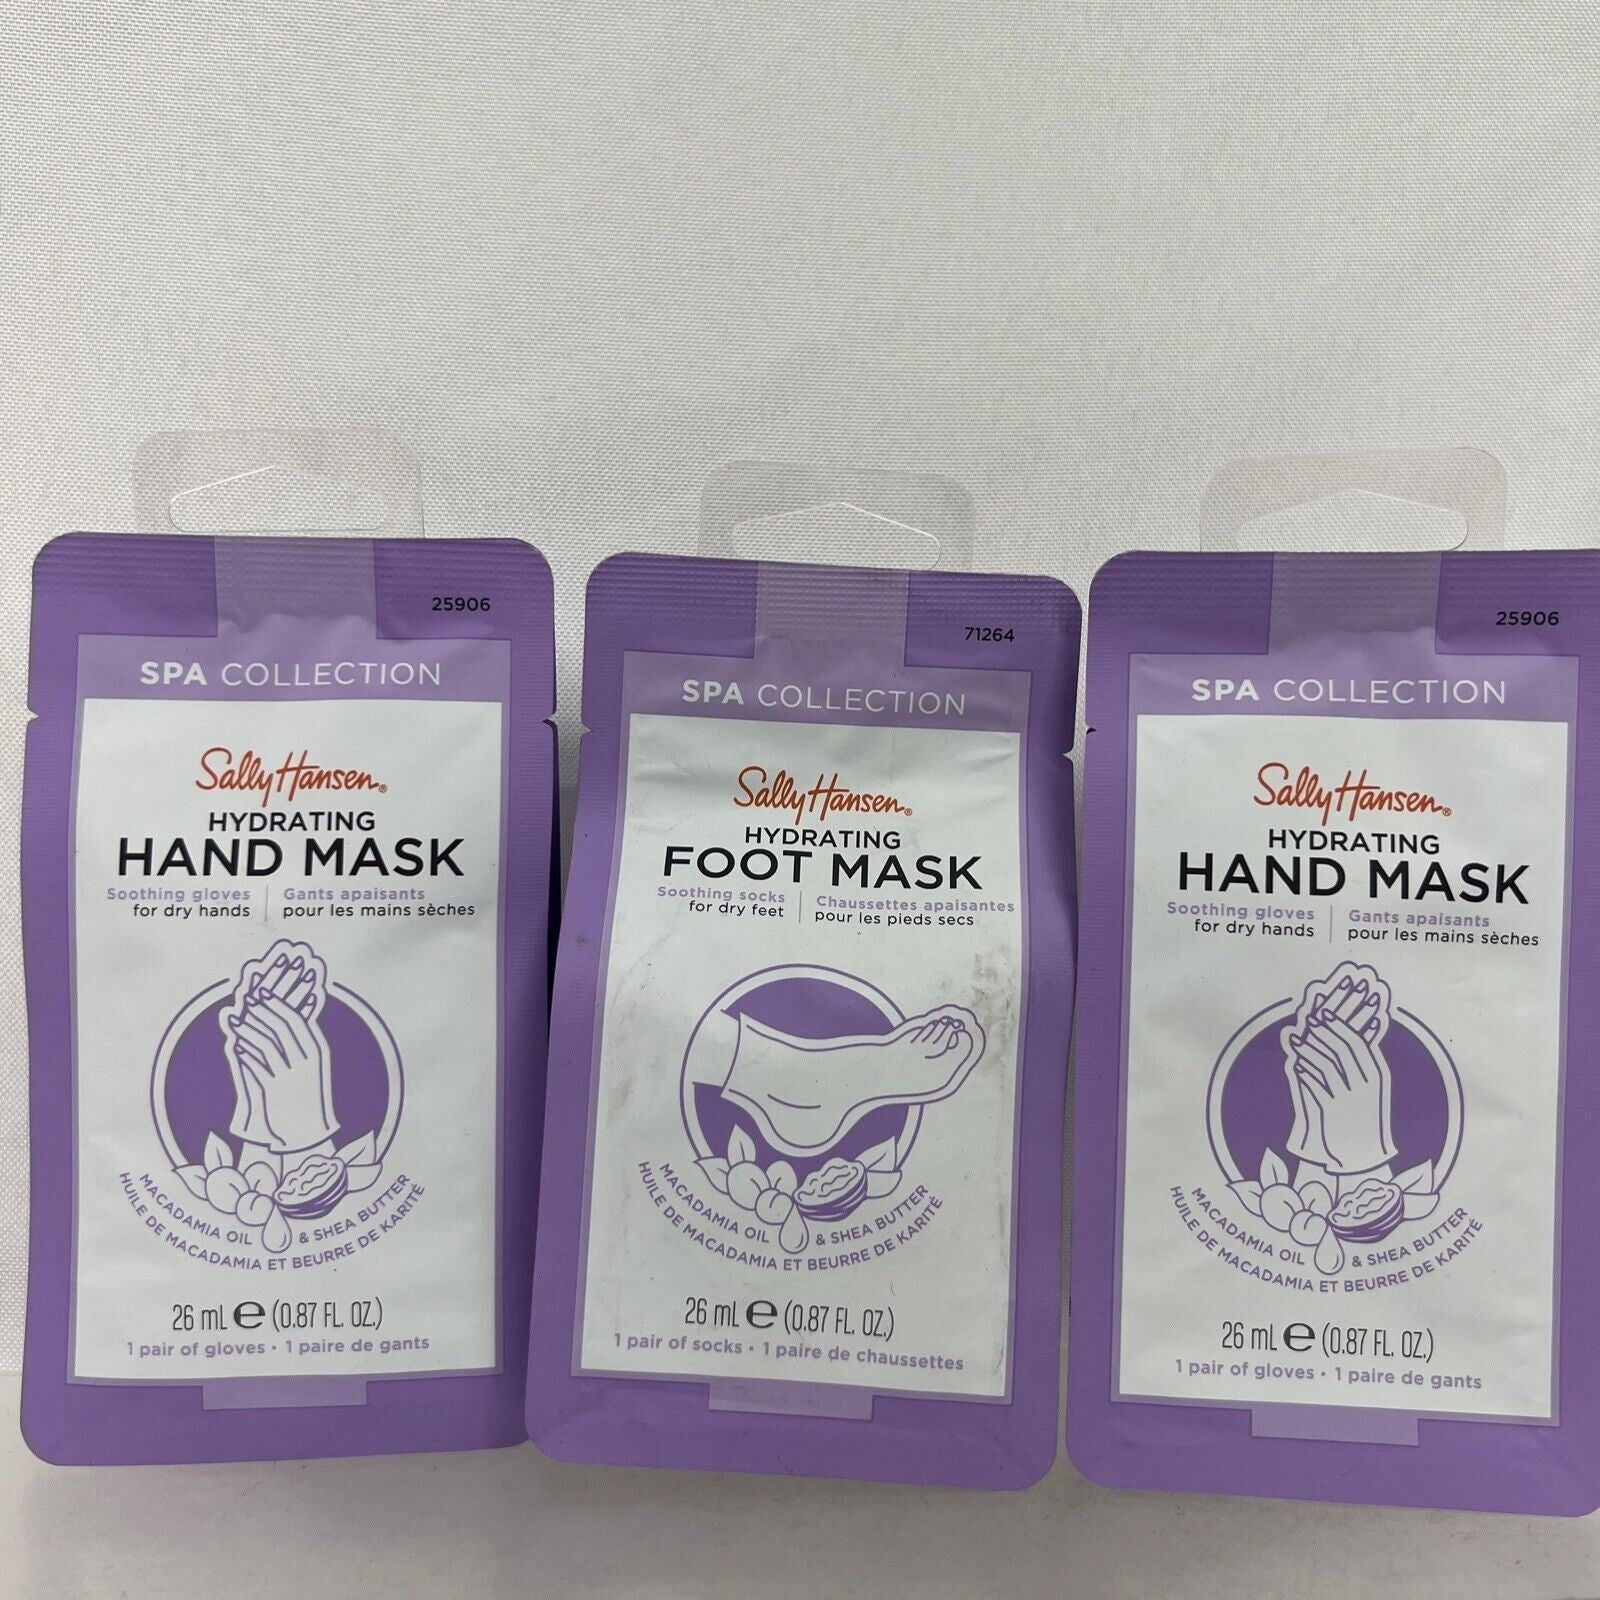 25906
SPA COLLECTION
Sally Hansen®
HYDRATING
HAND MASK
Soothing gloves
for dry hands
Gants apaisants
pour les mains sèches
MACADAMIA OIL & SHEA BUTTER
HUILE DE MACADAMIA ET BEURRE DE KARITÉ
26 mL e (0.87 FL. OZ.)
1 pair of gloves • 1 paire de gants
71264
SPA COLLECTION
Sally Hansen®
HYDRATING
FOOT MASK
Soothing socks
for dry feet
Chaussettes apaisantes
pour les pieds secs
MACADAMIA OIL & SHEA BUTTER
HUILE DE MACADAMIA ET BEURRE DE KARITÉ
26 mL e (0.87 FL. OZ.)
1 pair of socks • 1 paire de chaussettes
25906
SPA COLLECTION
Sally Hansen®
HYDRATING
HAND MASK
Soothing gloves
for dry hands
Gants apaisants
pour les mains sèches
MACADAMIA OIL & SHEA BUTTER
HUILE DE MACADAMIA ET BEURRE DE KARITÉ
26 mL e (0.87 FL. OZ.)
1 pair of gloves • 1 paire de gants